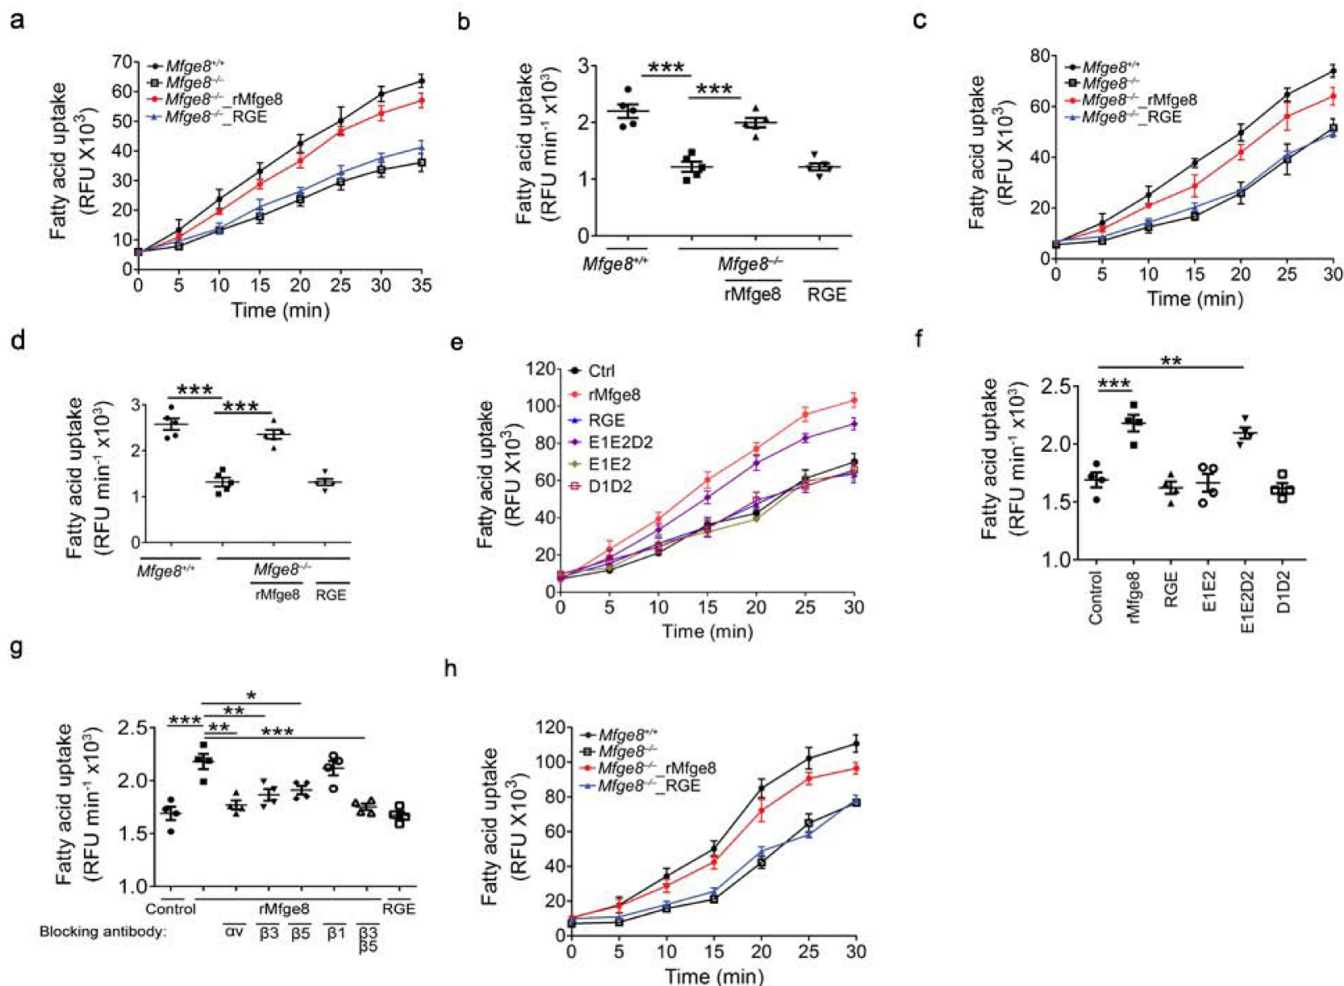 a
Fatty acid uptake
(RFU X10³)
70
60
50
40
30
20
10
0
Mfge8+/+
Mfge8–/–
Mfge8–/–_rMfge8
Mfge8–/–_RGE
0 5 10 15 20 25 30 35
Time (min)
b
Fatty acid uptake
(RFU min⁻¹ x10³)
3
2
1
0
*** ***
Mfge8+/+ Mfge8–/–
rMfge8 RGE
c
Fatty acid uptake
(RFU X10³)
80
60
40
20
0
Mfge8+/+
Mfge8–/–
Mfge8–/–_rMfge8
Mfge8–/–_RGE
0 5 10 15 20 25 30
Time (min)
d
Fatty acid uptake
(RFU min⁻¹ x10³)
3
2
1
0
*** ***
Mfge8+/+ Mfge8–/–
rMfge8 RGE
e
Fatty acid uptake
(RFU X10³)
120
100
80
60
40
20
0
Ctrl
rMfge8
RGE
E1E2D2
E1E2
D1D2
0 5 10 15 20 25 30
Time (min)
f
Fatty acid uptake
(RFU min⁻¹ x10³)
2.5
2.0
1.5
1.0
**
***
Control rMfge8 RGE E1E2 E1E2D2 D1D2
g
Fatty acid uptake
(RFU min⁻¹ x10³)
2.5
2.0
1.5
1.0
*
*** **
** ***
Control rMfge8 RGE
Blocking antibody: αv β3 β5 β1 β3
β5
h
Fatty acid uptake
(RFU X10³)
120
100
80
60
40
20
0
Mfge8+/+
Mfge8–/–
Mfge8–/–_rMfge8
Mfge8–/–_RGE
0 5 10 15 20 25 30
Time (min)